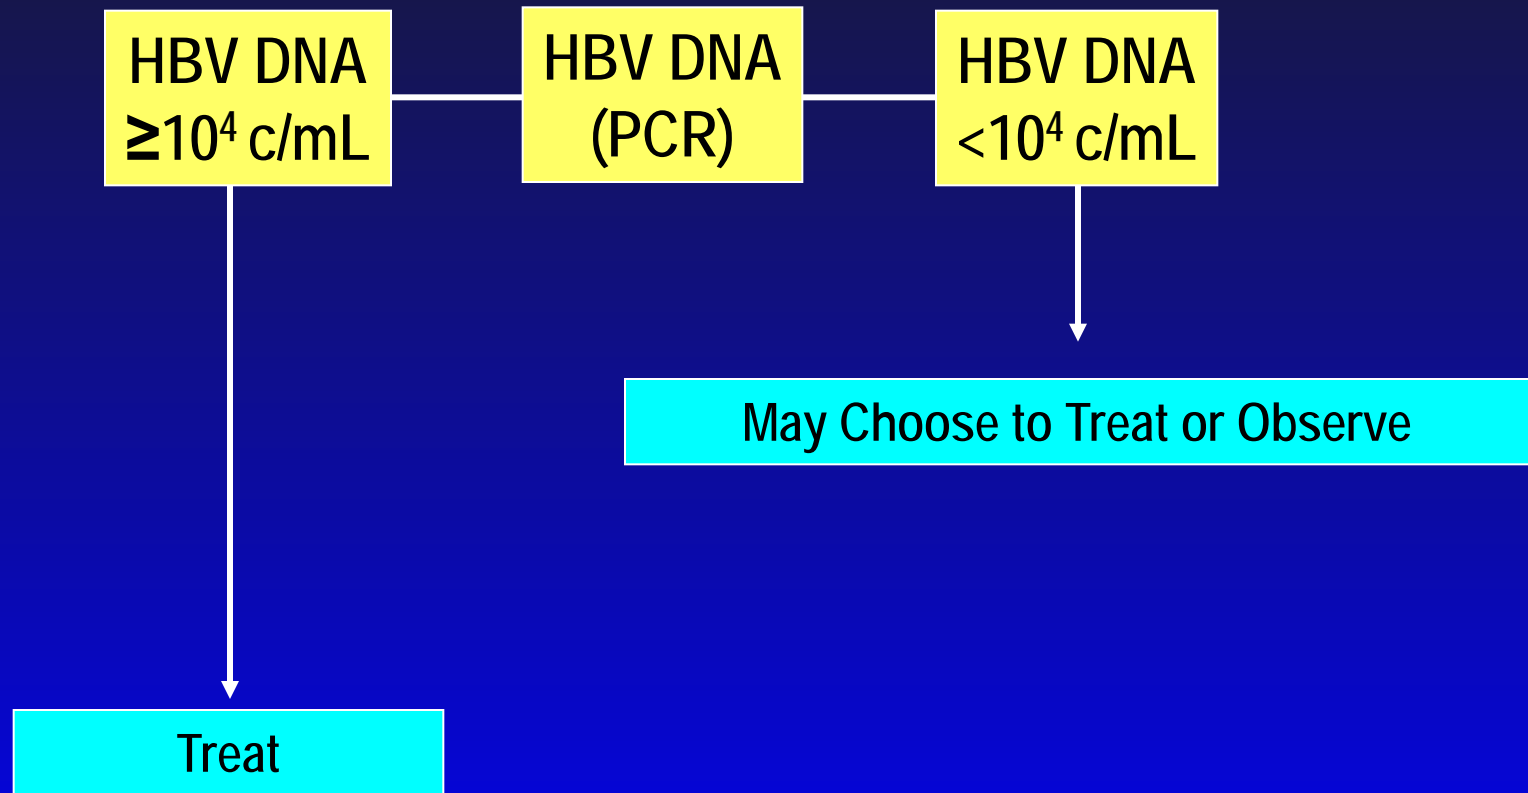 HBV DNA
≥10⁴ c/mL
HBV DNA
(PCR)
HBV DNA
<10⁴ c/mL
May Choose to Treat or Observe
Treat